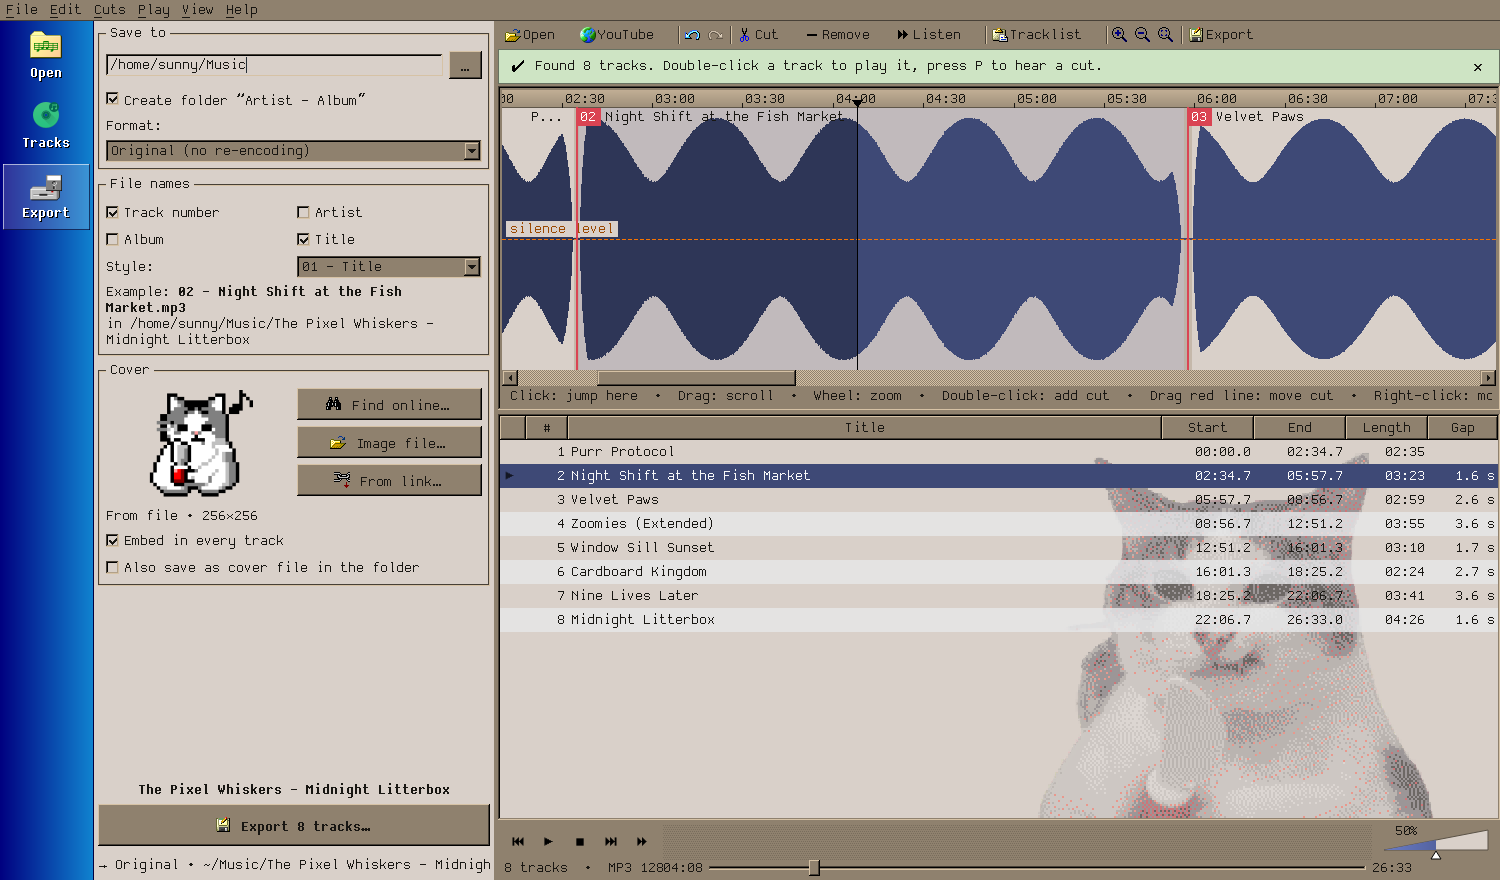 File Edit Cuts Play View Help
Open
Tracks
Export
Save to
/home/sunny/Music
...
Create folder "Artist - Album"
Format:
Original (no re-encoding)
File names
Track number
Artist
Album
Title
Style:
01 - Title
Example: 02 - Night Shift at the Fish
Market.mp3
in /home/sunny/Music/The Pixel Whiskers -
Midnight Litterbox
Cover
Find online…
Image file…
From link…
From file • 256×256
Embed in every track
Also save as cover file in the folder
The Pixel Whiskers - Midnight Litterbox
Export 8 tracks…
→ Original • ~/Music/The Pixel Whiskers - Midnigh
Open YouTube Cut Remove Listen Tracklist Export
✔ Found 8 tracks. Double-click a track to play it, press P to hear a cut. ×
00 02:30 03:00 03:30 04:00 04:30 05:00 05:30 06:00 06:30 07:00 07:3
P... 02 Night Shift at the Fish Market 03 Velvet Paws
silence level
Click: jump here • Drag: scroll • Wheel: zoom • Double-click: add cut • Drag red line: move cut • Right-click: mc
# Title Start End Length Gap
1 Purr Protocol 00:00.0 02:34.7 02:35
2 Night Shift at the Fish Market 02:34.7 05:57.7 03:23 1.6 s
3 Velvet Paws 05:57.7 08:56.7 02:59 2.6 s
4 Zoomies (Extended) 08:56.7 12:51.2 03:55 3.6 s
5 Window Sill Sunset 12:51.2 16:01.3 03:10 1.7 s
6 Cardboard Kingdom 16:01.3 18:25.2 02:24 2.7 s
7 Nine Lives Later 18:25.2 22:06.7 03:41 3.6 s
8 Midnight Litterbox 22:06.7 26:33.0 04:26 1.6 s
50%
8 tracks • MP3 128 04:08 26:33